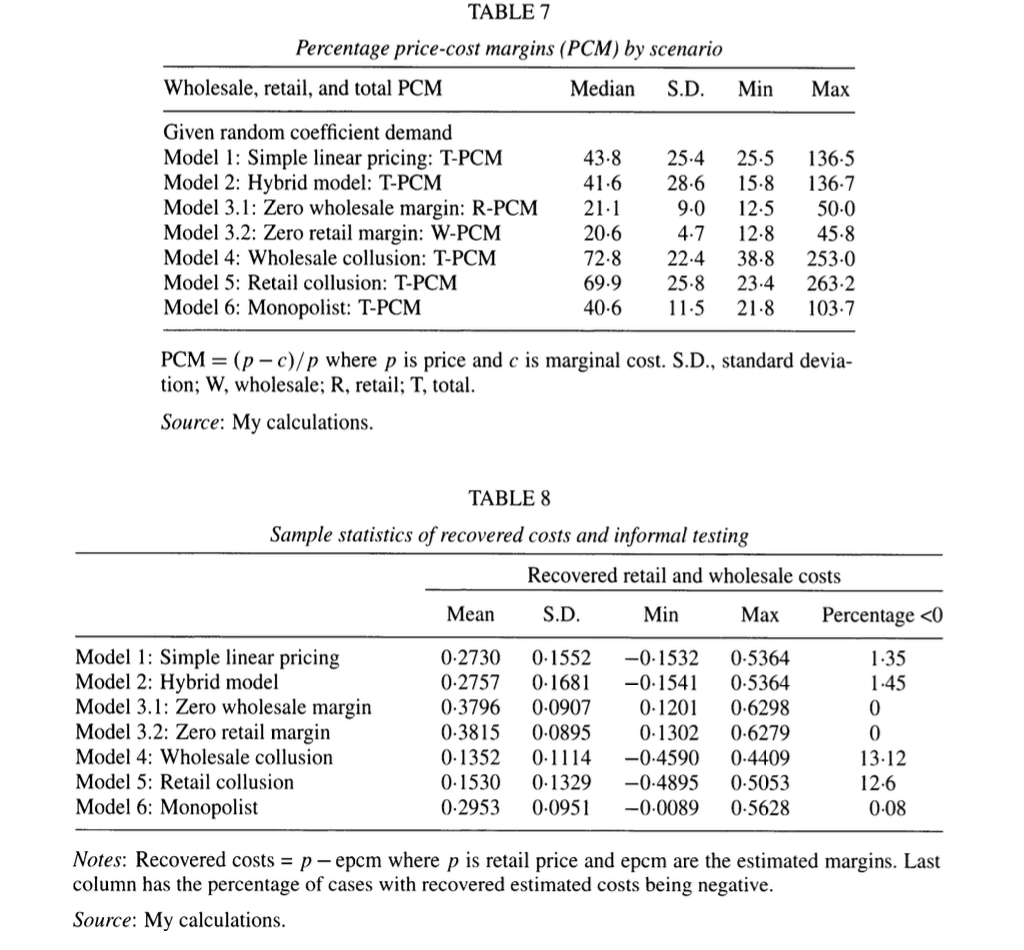 TABLE 7
Percentage price-cost margins (PCM) by scenario
Wholesale, retail, and total PCM Median S.D. Min Max
Given random coefficient demand
Model 1: Simple linear pricing: T-PCM 43·8 25·4 25·5 136·5
Model 2: Hybrid model: T-PCM 41·6 28·6 15·8 136·7
Model 3.1: Zero wholesale margin: R-PCM 21·1 9·0 12·5 50·0
Model 3.2: Zero retail margin: W-PCM 20·6 4·7 12·8 45·8
Model 4: Wholesale collusion: T-PCM 72·8 22·4 38·8 253·0
Model 5: Retail collusion: T-PCM 69·9 25·8 23·4 263·2
Model 6: Monopolist: T-PCM 40·6 11·5 21·8 103·7
PCM = (p − c)/p where p is price and c is marginal cost. S.D., standard devia-
tion; W, wholesale; R, retail; T, total.
Source: My calculations.
TABLE 8
Sample statistics of recovered costs and informal testing
Recovered retail and wholesale costs
Mean S.D. Min Max Percentage <0
Model 1: Simple linear pricing 0·2730 0·1552 −0·1532 0·5364 1·35
Model 2: Hybrid model 0·2757 0·1681 −0·1541 0·5364 1·45
Model 3.1: Zero wholesale margin 0·3796 0·0907 0·1201 0·6298 0
Model 3.2: Zero retail margin 0·3815 0·0895 0·1302 0·6279 0
Model 4: Wholesale collusion 0·1352 0·1114 −0·4590 0·4409 13·12
Model 5: Retail collusion 0·1530 0·1329 −0·4895 0·5053 12·6
Model 6: Monopolist 0·2953 0·0951 −0·0089 0·5628 0·08
Notes: Recovered costs = p − epcm where p is retail price and epcm are the estimated margins. Last
column has the percentage of cases with recovered estimated costs being negative.
Source: My calculations.